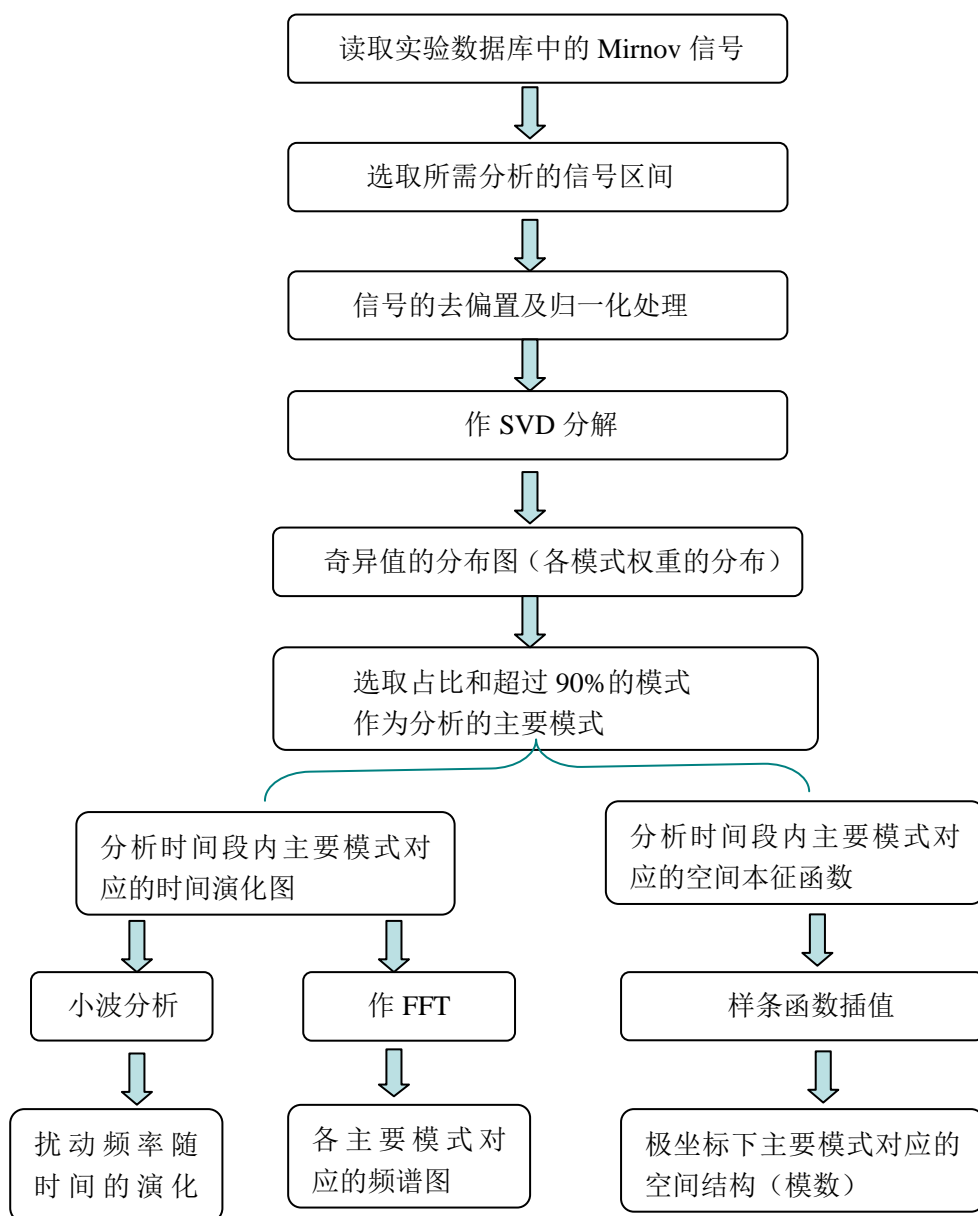 读取实验数据库中的 Mirnov 信号
选取所需分析的信号区间
信号的去偏置及归一化处理
作 SVD 分解
奇异值的分布图（各模式权重的分布）
选取占比和超过 90%的模式
作为分析的主要模式
分析时间段内主要模式对
应的时间演化图
分析时间段内主要模式对
应的空间本征函数
小波分析
作 FFT
样条函数插值
扰动频率随
时间的演化
各主要模式对
应的频谱图
极坐标下主要模式对应的
空间结构（模数）